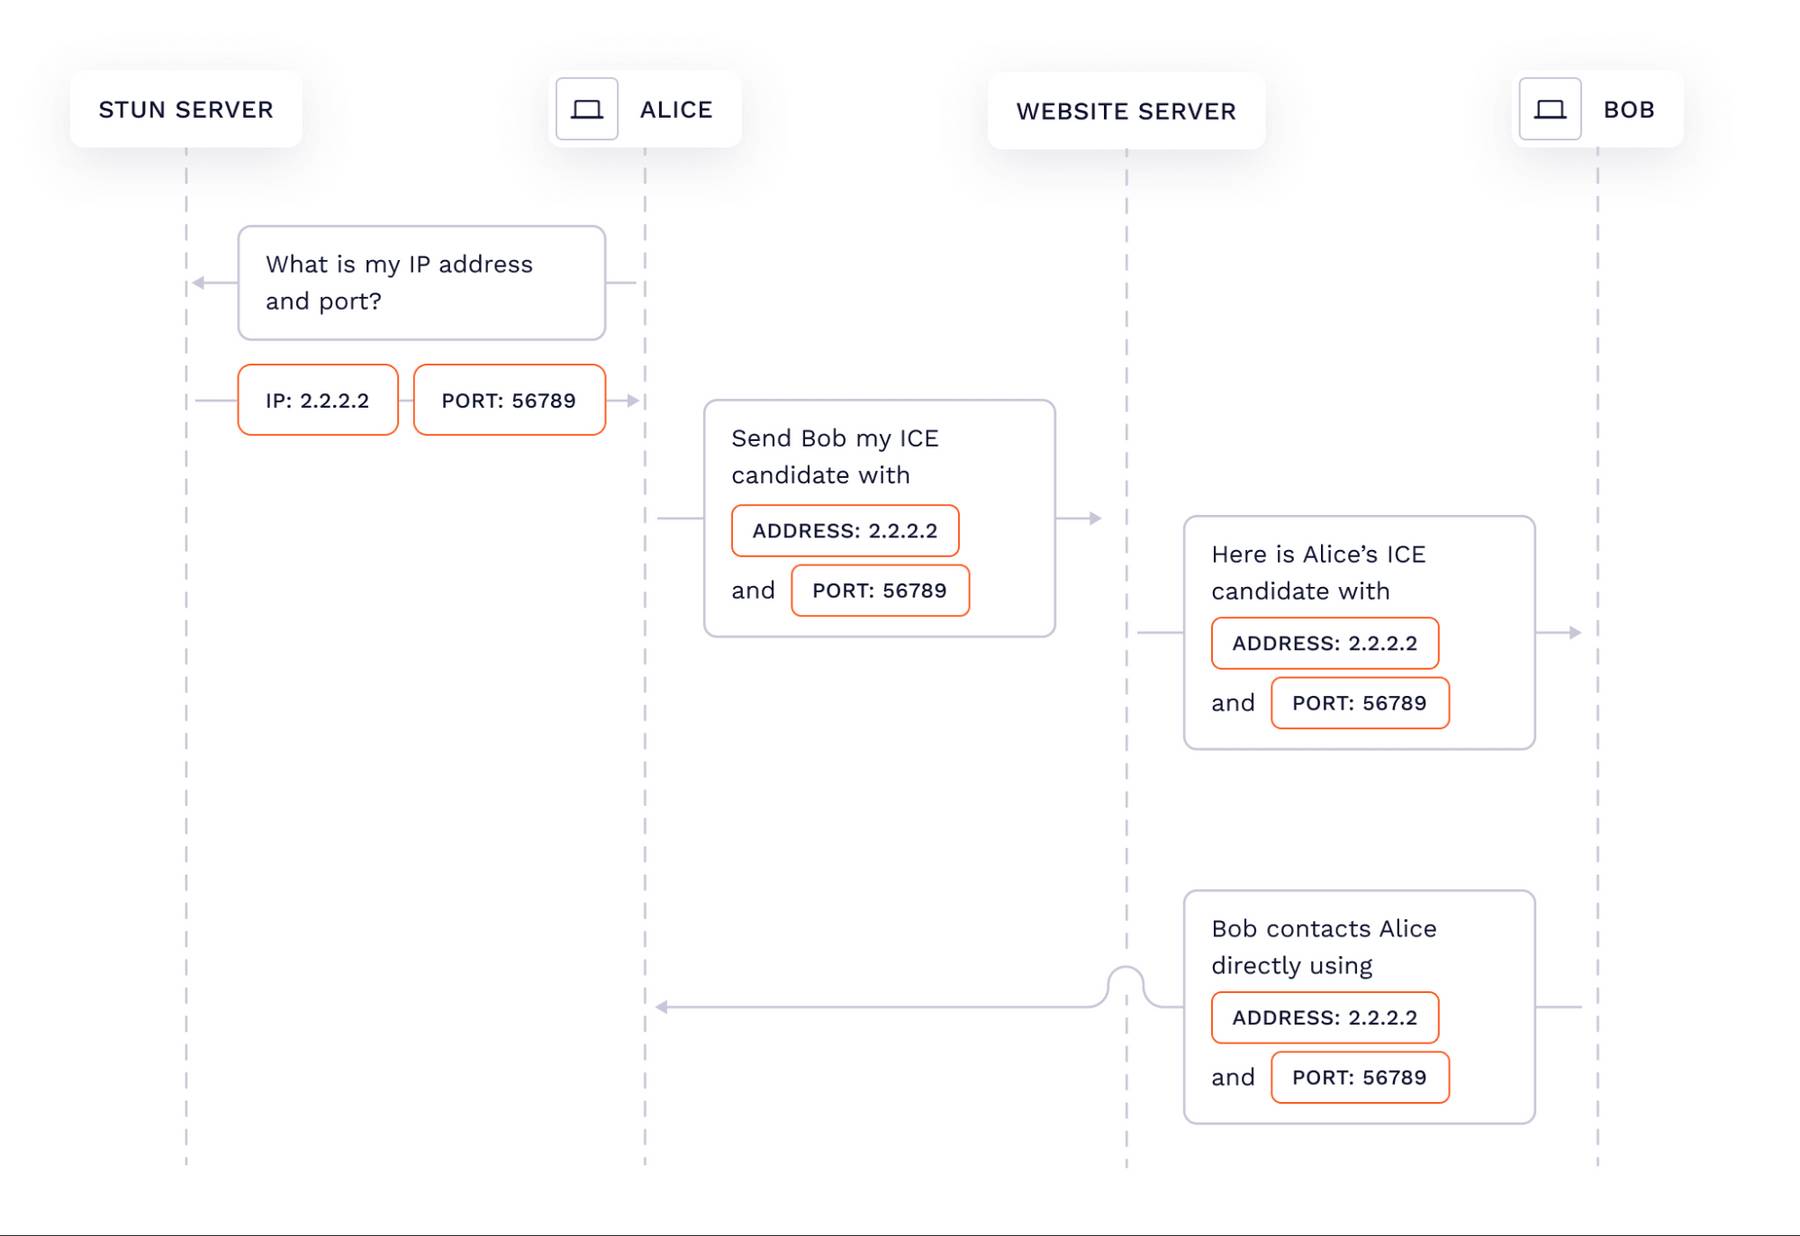 STUN SERVER
ALICE
WEBSITE SERVER
BOB
What is my IP address
and port?
IP: 2.2.2.2
PORT: 56789
Send Bob my ICE
candidate with
ADDRESS: 2.2.2.2
and PORT: 56789
Here is Alice’s ICE
candidate with
ADDRESS: 2.2.2.2
and PORT: 56789
Bob contacts Alice
directly using
ADDRESS: 2.2.2.2
and PORT: 56789